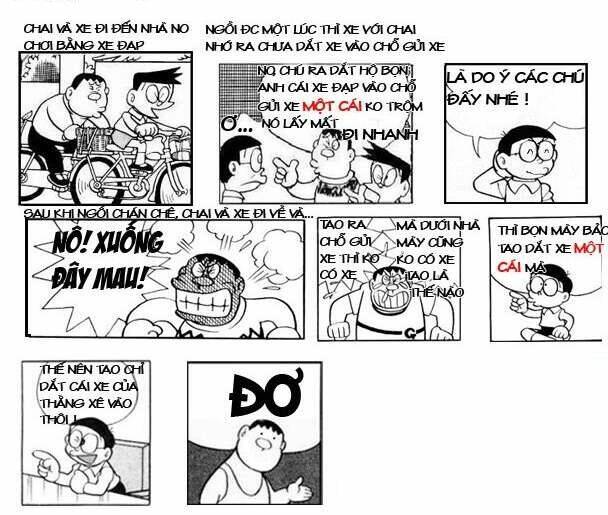 CHAI VÀ XE ĐI ĐẾN NHÀ NO
CHƠI BẰNG XE ĐẠP
NGỒI ĐC MỘT LÚC THÌ XE VỚI CHAI
NHỚ RA CHƯA DẮT XE VÀO CHỖ GỬI XE
NO, CHÚ RA DẮT HỘ BỌN
ANH CÁI XE ĐẠP VÀO CHỖ
GỬI XE MỘT CÁI KO TRỘM
NÓ LẤY MẤT
Ơ...
ĐI NHANH
LÀ DO Ý CÁC CHÚ
ĐẤY NHÉ !
SAU KHI NGỒI CHÁN CHÊ, CHAI VÀ XE ĐI VỀ VÀ...
NÔ! XUỐNG
ĐÂY MAU!
TAO RA
CHỖ GỬI
XE THÌ KO
CÓ XE
MÀ DƯỚI NHÀ
MÀY CŨNG
KO CÓ XE
TAO LÀ
THẾ NÀO
G
THÌ BỌN MÀY BẢO
TAO DẮT XE MỘT
CÁI MÀ
THẾ NÊN TAO CHỈ
DẮT CÁI XE CỦA
THẰNG XÊ VÀO
THÔI !
ĐƠ